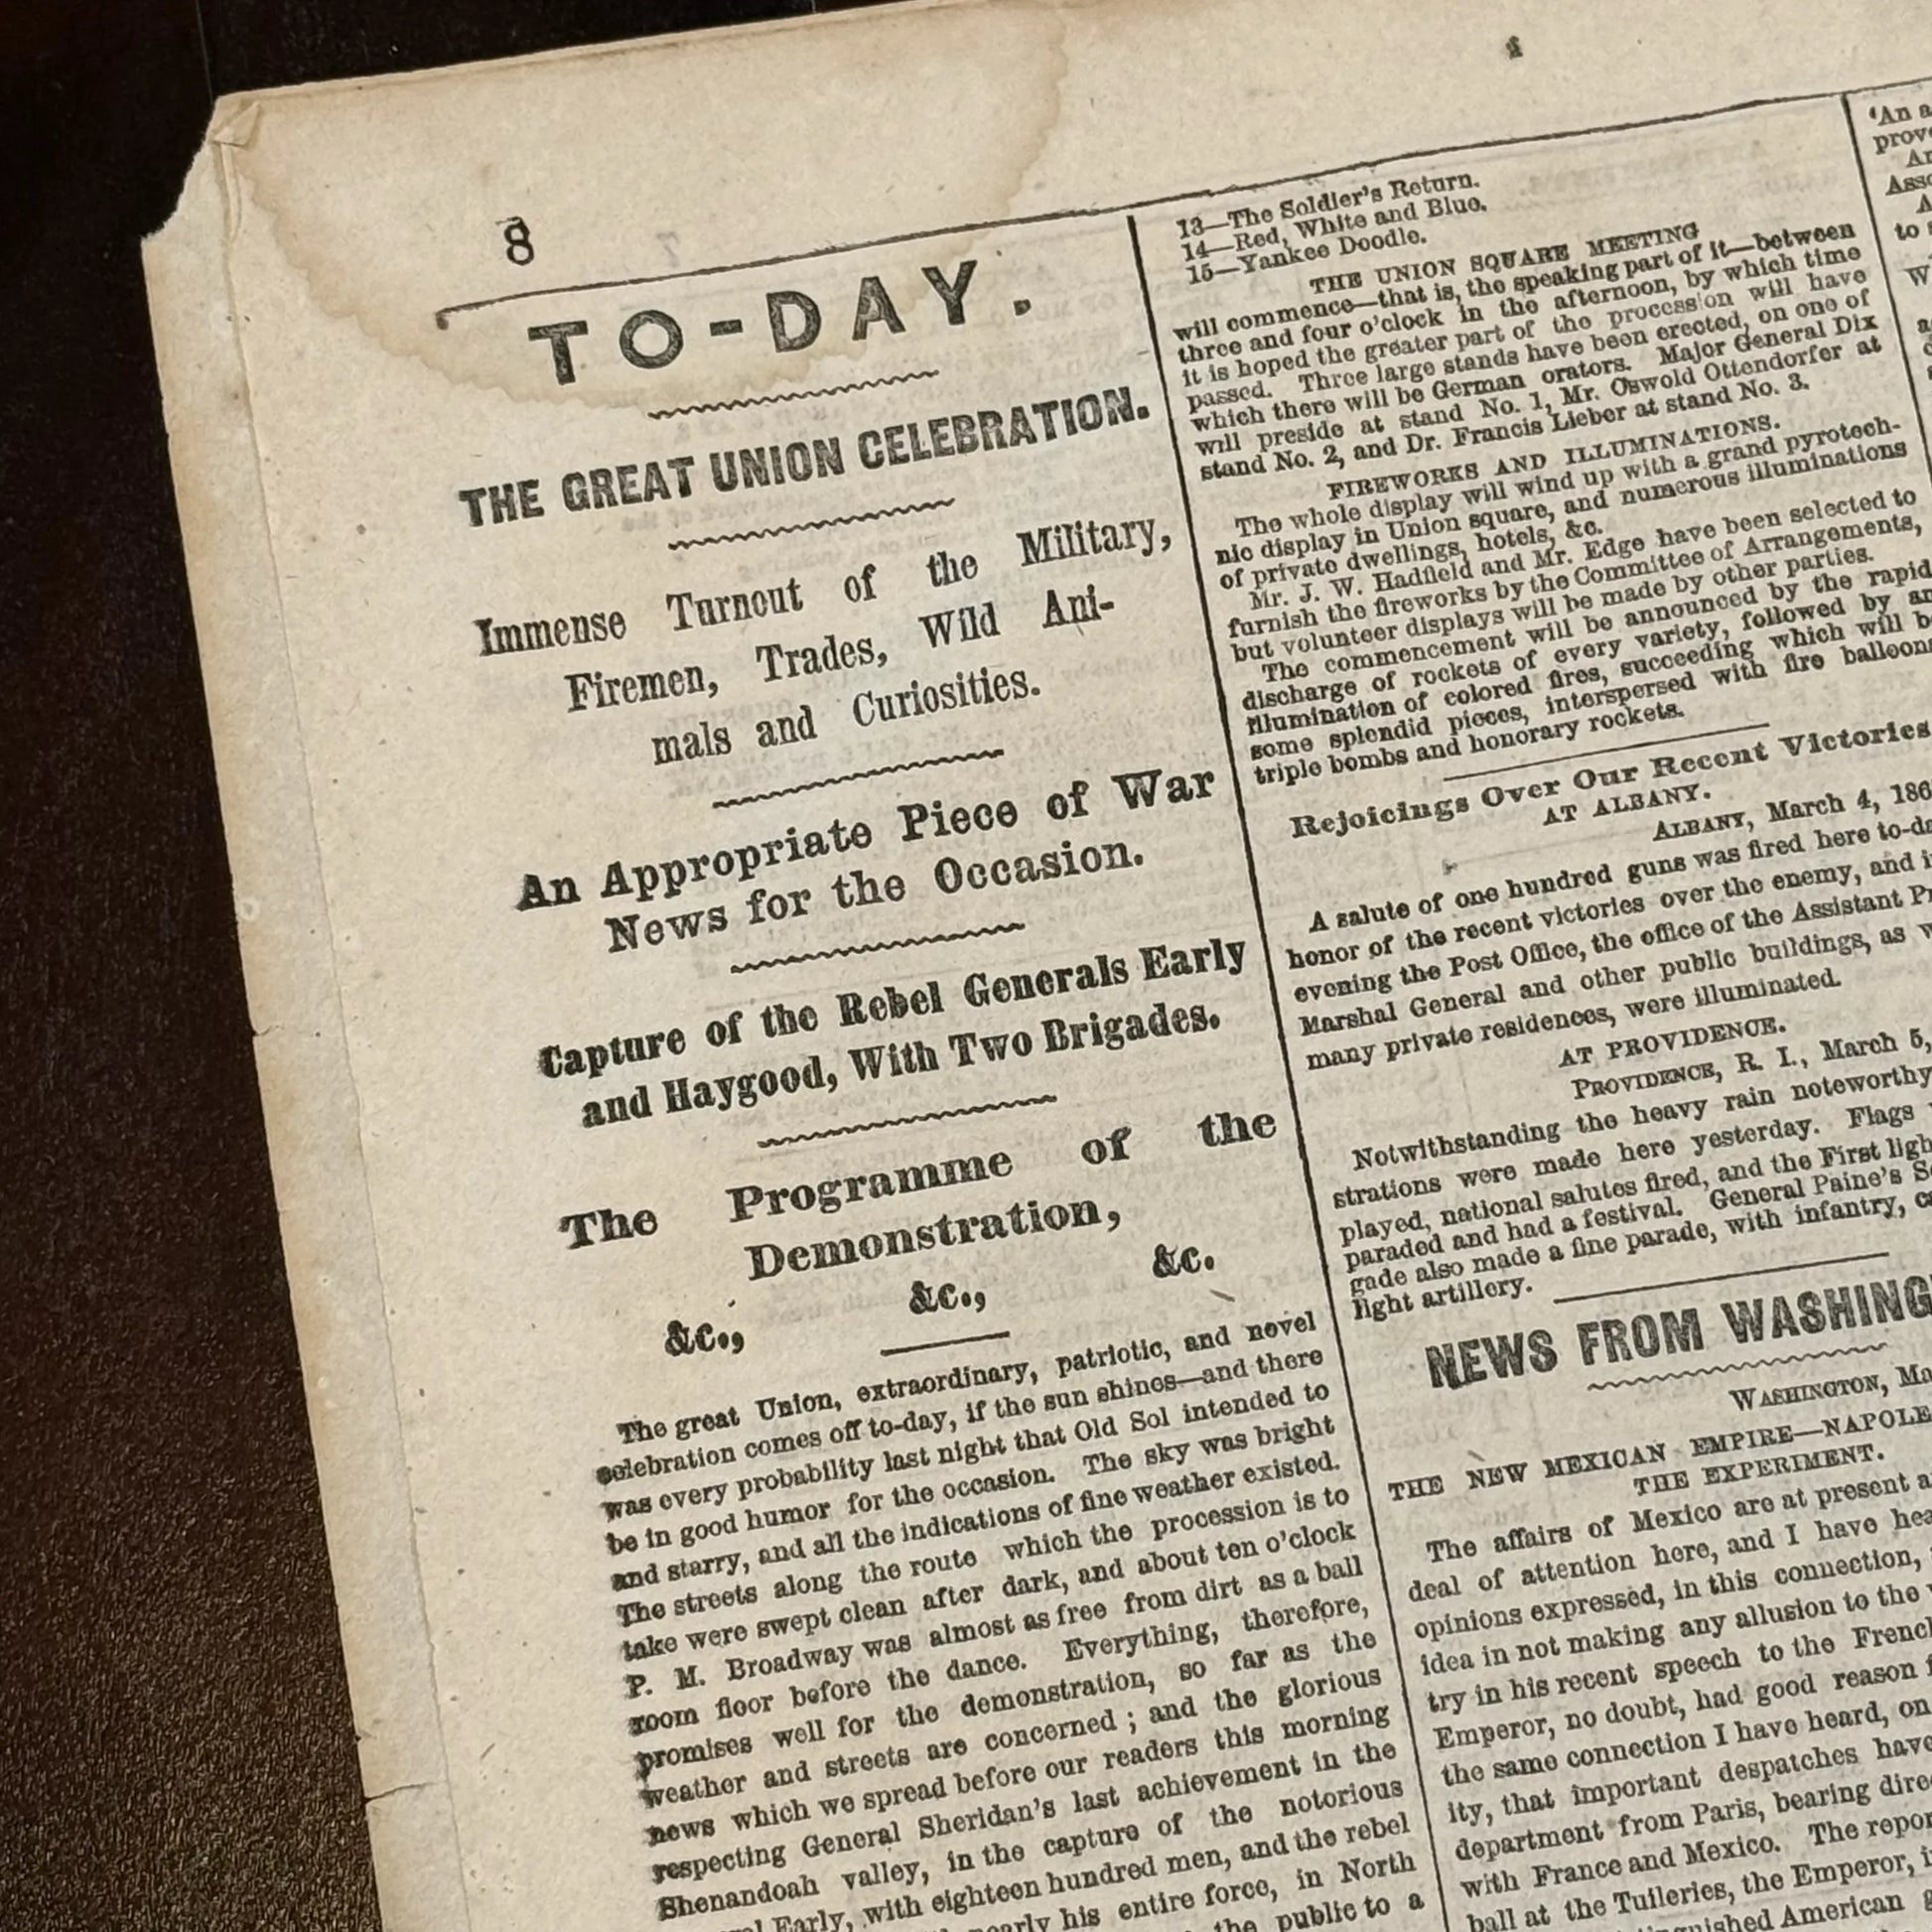 8
TO-DAY.
THE GREAT UNION CELEBRATION.
Immense Turnout of the Military,
Firemen, Trades, Wild Ani-
mals and Curiosities.
An Appropriate Piece of War
News for the Occasion.
Capture of the Rebel Generals Early
and Haygood, With Two Brigades.
The Programme of the
Demonstration,
&c., &c., &c.
The great Union, extraordinary, patriotic, and novel
celebration comes off to-day, if the sun shines—and there
was every probability last night that Old Sol intended to
be in good humor for the occasion. The sky was bright
and starry, and all the indications of fine weather existed.
The streets along the route which the procession is to
take were swept clean after dark, and about ten o'clock
P. M. Broadway was almost as free from dirt as a ball
room floor before the dance. Everything, therefore,
promises well for the demonstration, so far as the
weather and streets are concerned; and the glorious
news which we spread before our readers this morning
respecting General Sheridan's last achievement in the
Shenandoah valley, in the capture of the notorious
Early, with eighteen hundred men, and the rebel
nearly his entire force, in North
the public to a
13—The Soldier's Return.
14—Red, White and Blue.
15—Yankee Doodle.
THE UNION SQUARE MEETING
will commence—that is, the speaking part of it—between
three and four o'clock in the afternoon, by which time
it is hoped the greater part of the procession will have
passed. Three large stands have been erected, on one of
which there will be German orators. Major General Dix
will preside at stand No. 1, Mr. Oswold Ottendorfer at
stand No. 2, and Dr. Francis Lieber at stand No. 3.
FIREWORKS AND ILLUMINATIONS.
The whole display will wind up with a grand pyrotech-
nic display in Union square, and numerous illuminations
of private dwellings, hotels, &c.
Mr. J. W. Hadfield and Mr. Edge have been selected to
furnish the fireworks by the Committee of Arrangements,
but volunteer displays will be made by other parties.
The commencement will be announced by the rapid
discharge of rockets of every variety, followed by an
illumination of colored fires, succeeding which will be
some splendid pieces, interspersed with fire balloons
triple bombs and honorary rockets.
Rejoicings Over Our Recent Victories
AT ALBANY.
ALBANY, March 4, 186
A salute of one hundred guns was fired here to-da
honor of the recent victories over the enemy, and i
evening the Post Office, the office of the Assistant Pr
Marshal General and other public buildings, as w
many private residences, were illuminated.
AT PROVIDENCE.
PROVIDENCE, R. I., March 5,
Notwithstanding the heavy rain noteworthy
strations were made here yesterday. Flags
played, national salutes fired, and the First ligh
paraded and had a festival. General Paine's S
gade also made a fine parade, with infantry, ca
light artillery.
NEWS FROM WASHING
WASHINGTON, Ma
THE NEW MEXICAN EMPIRE—NAPOLE
THE EXPERIMENT.
The affairs of Mexico are at present a
deal of attention here, and I have hea
opinions expressed, in this connection,
idea in not making any allusion to the
try in his recent speech to the French
Emperor, no doubt, had good reason
the same connection I have heard, on
ity, that important despatches have
department from Paris, bearing direc
with France and Mexico. The repor
ball at the Tuileries, the Emperor, i
American
'An a
prov
Ar
Asso
A
to
W